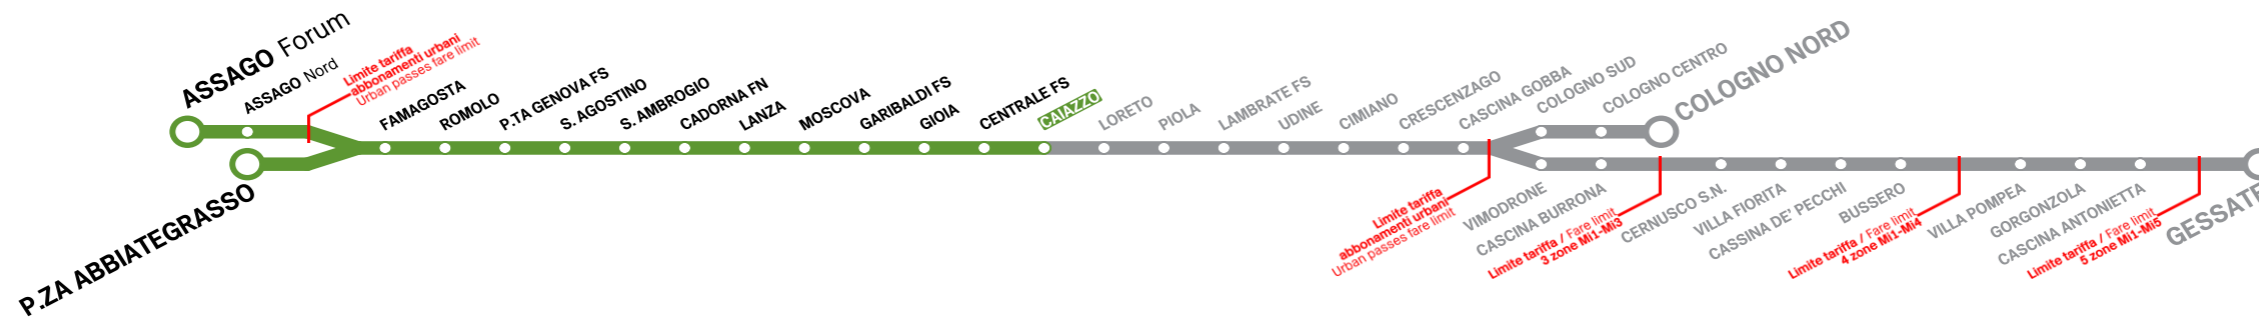 ASSAGO Forum
ASSAGO Nord
Limite tariffa
abbonamenti urbani
Urban passes fare limit
P.ZA ABBIATEGRASSO
FAMAGOSTA
ROMOLO
P.TA GENOVA FS
S. AGOSTINO
S. AMBROGIO
CADORNA FN
LANZA
MOSCOVA
GARIBALDI FS
GIOIA
CENTRALE FS
CAIAZZO
LORETO
PIOLA
LAMBRATE FS
UDINE
CIMIANO
CRESCENZAGO
CASCINA GOBBA
COLOGNO SUD
COLOGNO CENTRO
COLOGNO NORD
Limite tariffa
abbonamenti urbani
Urban passes fare limit
VIMODRONE
CASCINA BURRONA
Limite tariffa / Fare limit
3 zone Mi1-Mi3
CERNUSCO S.N.
VILLA FIORITA
CASSINA DE' PECCHI
BUSSERO
Limite tariffa / Fare limit
4 zone Mi1-Mi4
VILLA POMPEA
GORGONZOLA
CASCINA ANTONIETTA
Limite tariffa / Fare limit
5 zone Mi1-Mi5
GESSATE